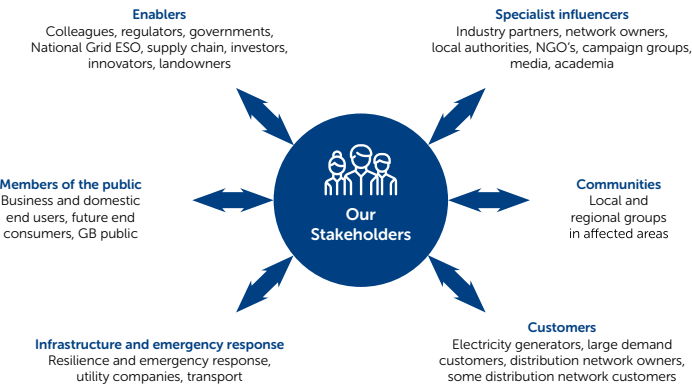 Enablers
Colleagues, regulators, governments,
National Grid ESO, supply chain, investors,
innovators, landowners
Specialist influencers
Industry partners, network owners,
local authorities, NGO's, campaign groups,
media, academia
Members of the public
Business and domestic
end users, future end
consumers, GB public
Our
Stakeholders
Communities
Local and
regional groups
in affected areas
Infrastructure and emergency response
Resilience and emergency response,
utility companies, transport
Customers
Electricity generators, large demand
customers, distribution network owners,
some distribution network customers